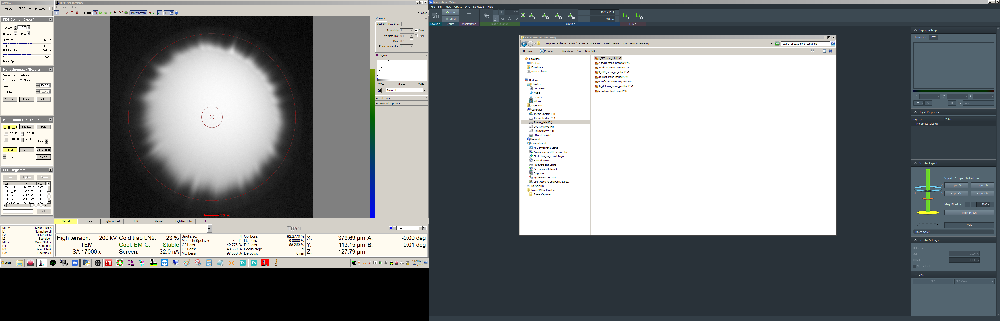 Workset
Vacuum/HT FEG/Mono Alignments
FEG Control (Expert)
Gun lens: 750
Extractor: 3600
Extraction 3650 V
3000 4000
FEG Emission: 303 uA
0. 500.
Status: Operate
Monochromator (Expert)
Current state: Unfiltered
Unfiltered Filtered
Potential 3000.0
Excitation 0.000
Normalize Center Find Beam
Monochromator Tune (Expert)
Shift Stigmator Store
x -0.02832 -0.0228
y 0.18076 -0.0028
MF step: 1
Focus Store Slit Wobbler
-7.41 Focus slit
FEG Registers
Set Update Delete
Lbl Date Pot
200kV_nP 12/3/2025 3000
200kV_uP 12/3/2025 3000
60kV_uP 5/28/2025 3000
60kV_nP 5/28/2025 3000
ubeam_June... 6/27/2025 3000
Add
MF X: Mono.Shift X
L1: Normalize all
L2: TEM/STEM
L3: Spotsize -
MF Y: Mono.Shift Y
R1: Screen lift
R2: Beam Blank
R3: Spotsize +
TEM User Interface
File Mode Help
Insert Screen
Close
200 nm
Camera
Settings Bias & Gain
Sensitivity: 2 Auto
Exp. time [ms]: 0.4 Dual
Gain: 0.7
Frame integration: 1
Histogram
0.000 γ: 2.22 0.259
Greyscale
Adjustments
Annotation Properties
Natural Linear High Contrast HDR Manual High Resolution FFT
TITAN
- None -
High tension: 200 kV
TEM
SA 17000 x
Cold trap LN2: 23 %
Cool. BM-C: Stable
Screen: 32.0 nA
Spot size: 4
Monochr.Spot size: <= 11
C2 Lens: 42.776 %
C3 Lens: 43.889 %
MC Lens: 97.886 %
Obj Lens: 82.2770 %
Ltz Lens: 0.0000 %
Dif Lens: 58.263 %
Focus step: 1
Defocus: 0 nm
X: 379.69 µm A: -0.00 deg
Y: 113.15 µm B: -0.01 deg
Z: -127.79 µm
Start
Ve
To
To
10:43 AM
12/12/2025
Ve Acquisition - Velox
File Edit View Optics DPC Detectors Help
TEM
STEM
0.0°
1024 x 1024
200 ms
Layout Optics Annotations Image Rotation Camera EDS
251211-mono_centering
Computer Themis_data (E:) NGR 00 - SOPs_Tutorials_Demos 251211-mono_centering
Search 251211-mono_centering
Organize Preview Slide show Print New folder
Favorites
Desktop
Downloads
Recent Places
Desktop
Libraries
Documents
Music
Pictures
Videos
supervisor
Computer
Themis_system (C:)
Themis_backup (D:)
Themis_data (E:)
DVD RW Drive (F:)
BD-ROM Drive (G:)
offload_data (Z:)
Network
Control Panel
All Control Panel Items
Appearance and Personalization
Clock, Language, and Region
Ease of Access
Hardware and Sound
Network and Internet
Programs
System and Security
User Accounts and Family Safety
Recycle Bin
MouseWithoutBorders
ScreenCaptures
1_FEG-mon_tab.PNG
2_focus_mono_negative.PNG
2b_focus_mono_positive.PNG
3_shift_mono_negative.PNG
3b_shift_mono_positive.PNG
4_defocus_mono_negative.PNG
4b_defocus_mono_positive.PNG
5_nothing_find_beam.PNG
Display Settings
Histogram FFT
gray
Object Properties
Property Value
No object selected
Detector Layout
SuperXG2: - cps -% dead time
1 2 - cps -% - cps -%
4 3 - cps -% - cps -%
Magnification 17000 x
Main Screen
Ceta
Beam active
Detector Settings
Detector
Gain 0.000 %
Offset 0.000 %
Scope tool
DPC
DPC DPC Only